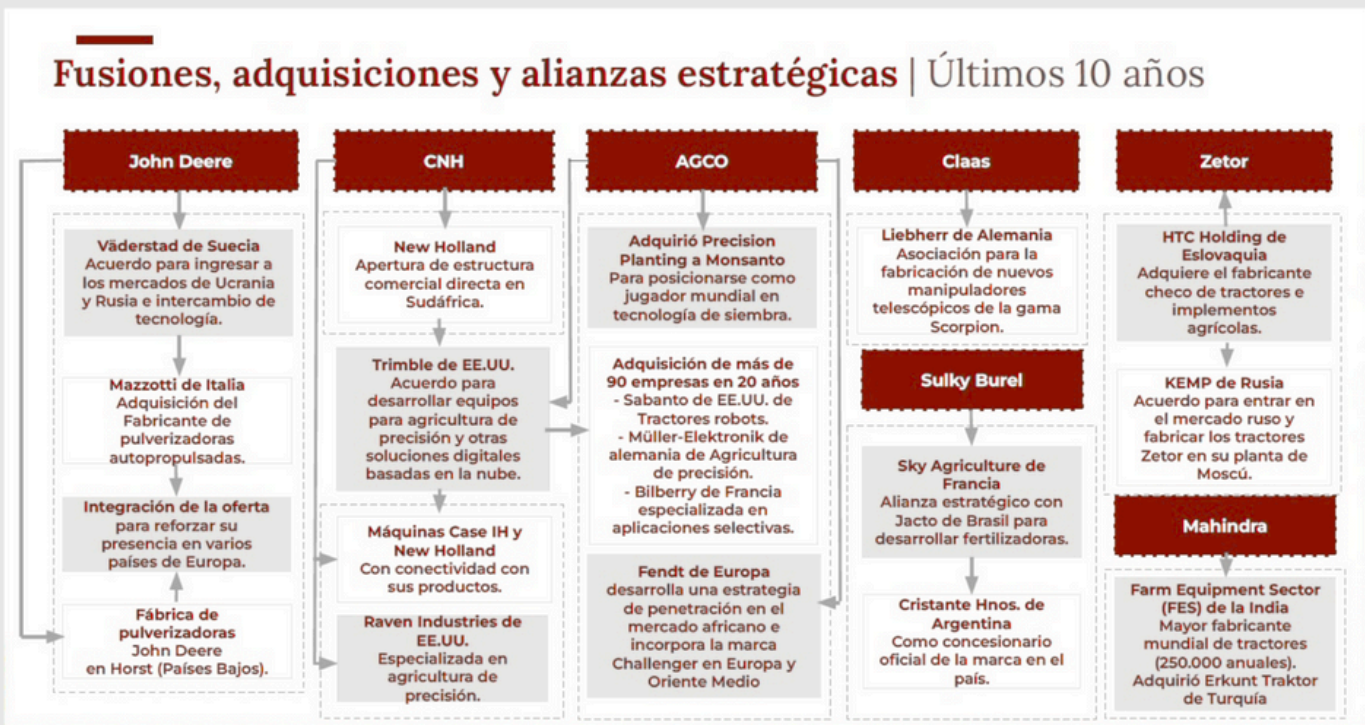 Fusiones, adquisiciones y alianzas estratégicas | Últimos 10 años
John Deere
Väderstad de Suecia
Acuerdo para ingresar a
los mercados de Ucrania
y Rusia e intercambio de
tecnología.
Mazzotti de Italia
Adquisición del
Fabricante de
pulverizadoras
autopropulsadas.
Integración de la oferta
para reforzar su
presencia en varios
países de Europa.
Fábrica de
pulverizadoras
John Deere
en Horst (Países Bajos).
CNH
New Holland
Apertura de estructura
comercial directa en
Sudáfrica.
Trimble de EE.UU.
Acuerdo para
desarrollar equipos
para agricultura de
precisión y otras
soluciones digitales
basadas en la nube.
Máquinas Case IH y
New Holland
Con conectividad con
sus productos.
Raven Industries de
EE.UU.
Especializada en
agricultura de
precisión.
AGCO
Adquirió Precision
Planting a Monsanto
Para posicionarse como
jugador mundial en
tecnología de siembra.
Adquisición de más de
90 empresas en 20 años
- Sabanto de EE.UU. de
Tractores robots.
- Müller-Elektronik de
alemania de Agricultura
de precisión.
- Bilberry de Francia
especializada en
aplicaciones selectivas.
Fendt de Europa
desarrolla una estrategia
de penetración en el
mercado africano e
incorpora la marca
Challenger en Europa y
Oriente Medio
Claas
Liebherr de Alemania
Asociación para la
fabricación de nuevos
manipuladores
telescópicos de la gama
Scorpion.
Sulky Burel
Sky Agriculture de
Francia
Alianza estratégico con
Jacto de Brasil para
desarrollar fertilizadoras.
Cristante Hnos. de
Argentina
Como concesionario
oficial de la marca en el
país.
Zetor
HTC Holding de
Eslovaquia
Adquiere el fabricante
checo de tractores e
implementos
agrícolas.
KEMP de Rusia
Acuerdo para entrar en
el mercado ruso y
fabricar los tractores
Zetor en su planta de
Moscú.
Mahindra
Farm Equipment Sector
(FES) de la India
Mayor fabricante
mundial de tractores
(250.000 anuales).
Adquirió Erkunt Traktor
de Turquía